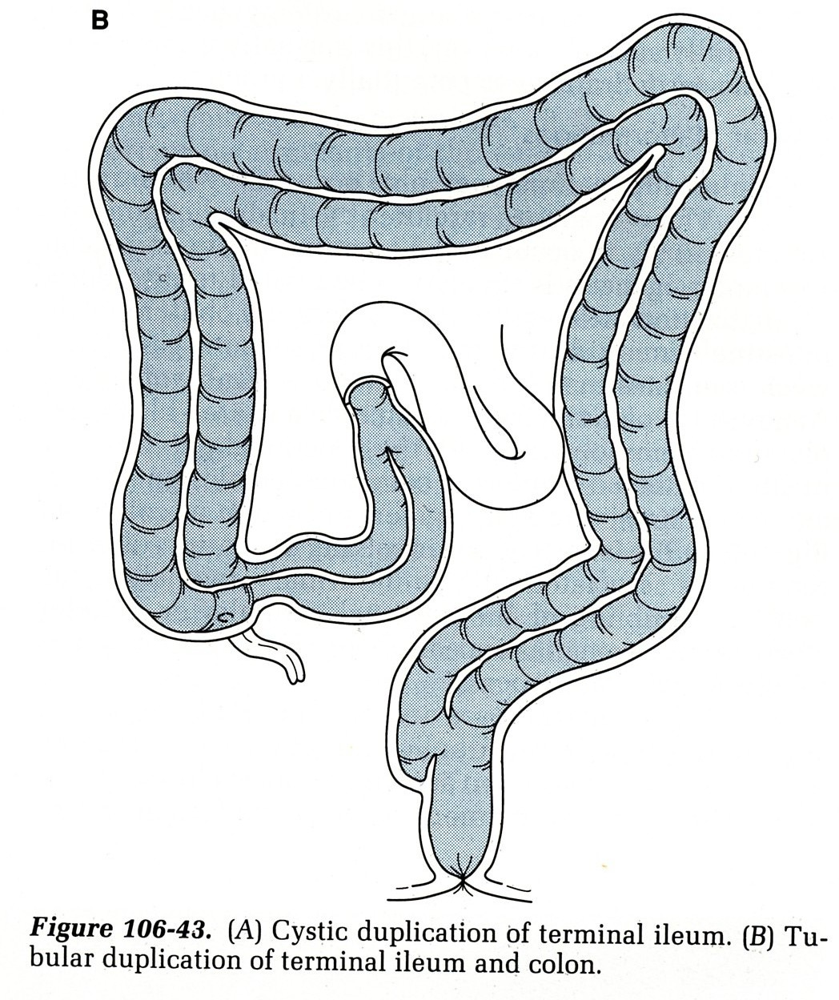 B
Figure 106-43. (A) Cystic duplication of terminal ileum. (B) Tu-
bular duplication of terminal ileum and colon.